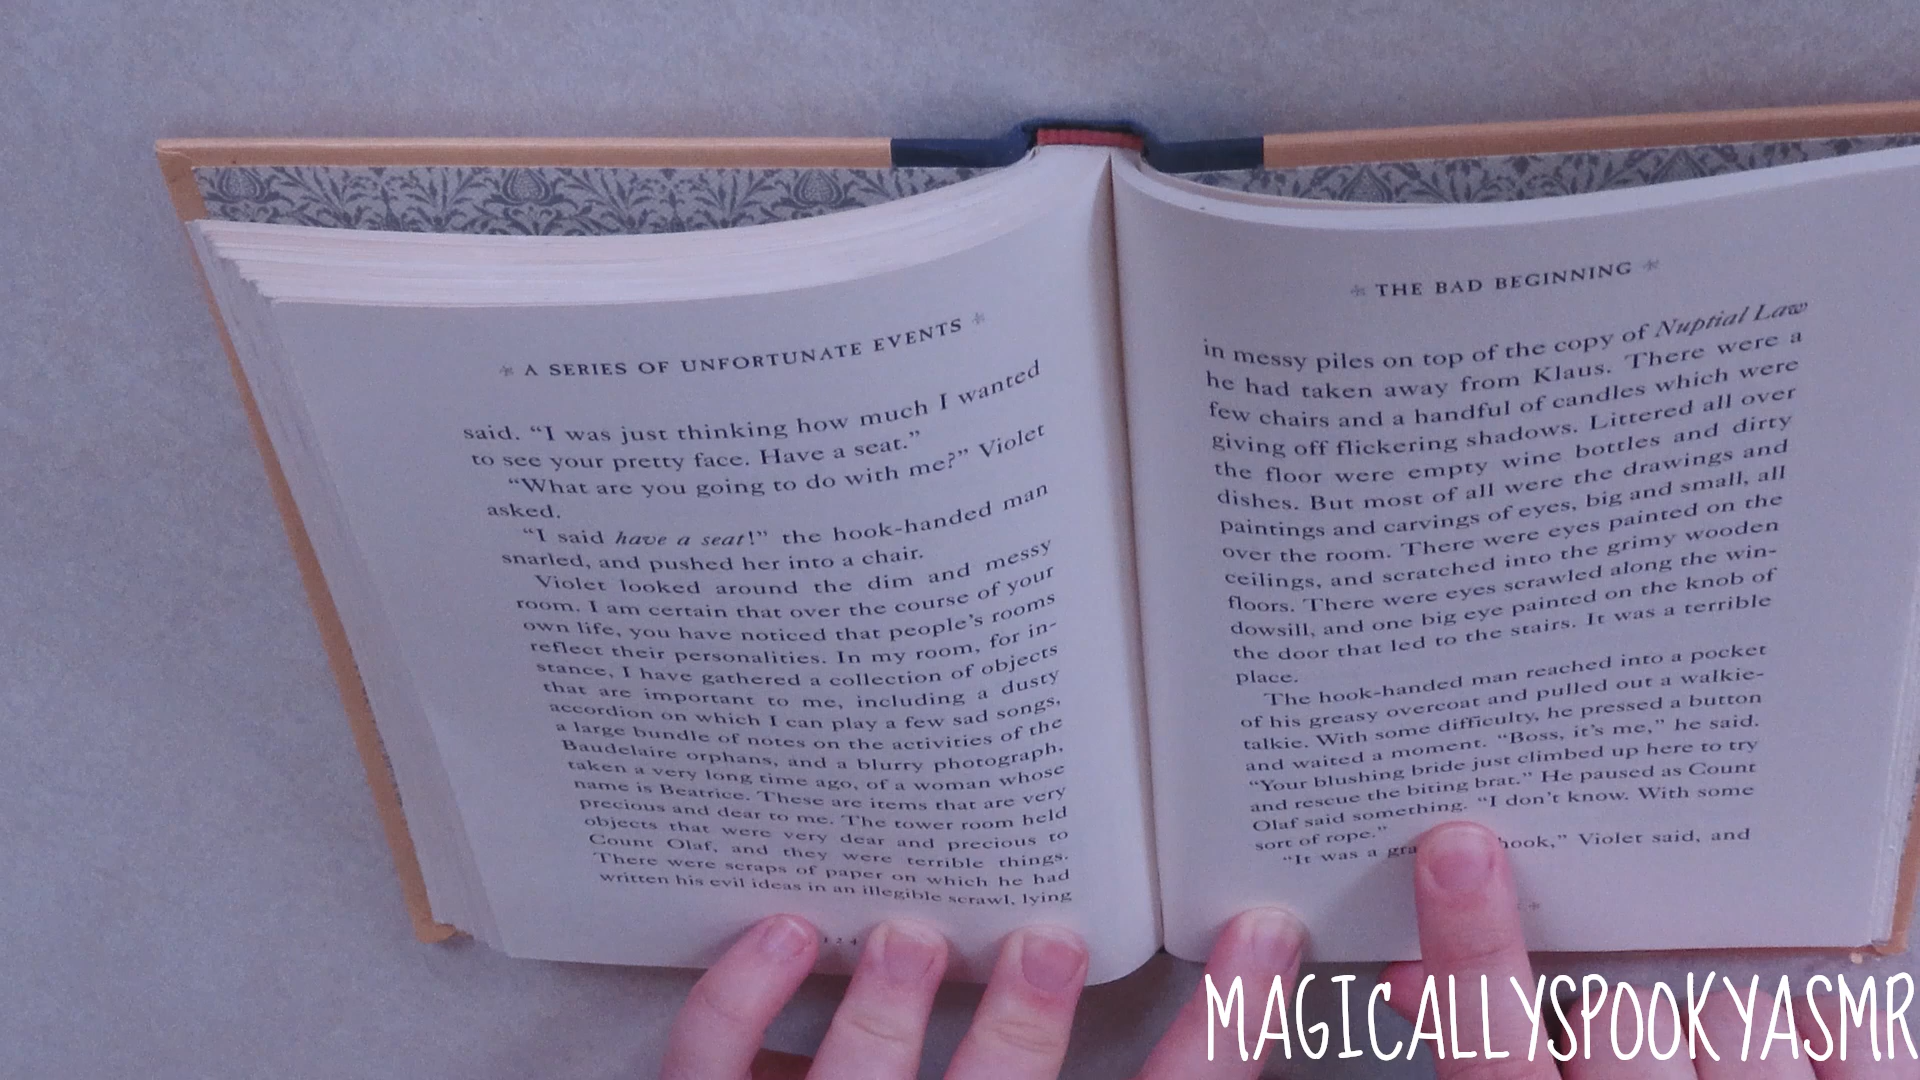 A SERIES OF UNFORTUNATE EVENTS
said. “I was just thinking how much I wanted
to see your pretty face. Have a seat.”
“What are you going to do with me?” Violet
asked.
“I said have a seat!” the hook-handed man
snarled, and pushed her into a chair.
Violet looked around the dim and messy
room. I am certain that over the course of your
own life, you have noticed that people’s rooms
reflect their personalities. In my room, for in-
stance, I have gathered a collection of objects
that are important to me, including a dusty
accordion on which I can play a few sad songs,
a large bundle of notes on the activities of the
Baudelaire orphans, and a blurry photograph,
taken a very long time ago, of a woman whose
name is Beatrice. These are items that are very
precious and dear to me. The tower room held
objects that were very dear and precious to
Count Olaf, and they were terrible things.
There were scraps of paper on which he had
written his evil ideas in an illegible scrawl, lying
124
THE BAD BEGINNING
in messy piles on top of the copy of Nuptial Law
he had taken away from Klaus. There were a
few chairs and a handful of candles which were
giving off flickering shadows. Littered all over
the floor were empty wine bottles and dirty
dishes. But most of all were the drawings and
paintings and carvings of eyes, big and small, all
over the room. There were eyes painted on the
ceilings, and scratched into the grimy wooden
floors. There were eyes scrawled along the win-
dowsill, and one big eye painted on the knob of
the door that led to the stairs. It was a terrible
place.
The hook-handed man reached into a pocket
of his greasy overcoat and pulled out a walkie-
talkie. With some difficulty, he pressed a button
and waited a moment. “Boss, it’s me,” he said.
“Your blushing bride just climbed up here to try
and rescue the biting brat.” He paused as Count
Olaf said something. “I don’t know. With some
sort of rope.”
“It was a gra hook,” Violet said, and
MAGICALLYSPOOKYASMR